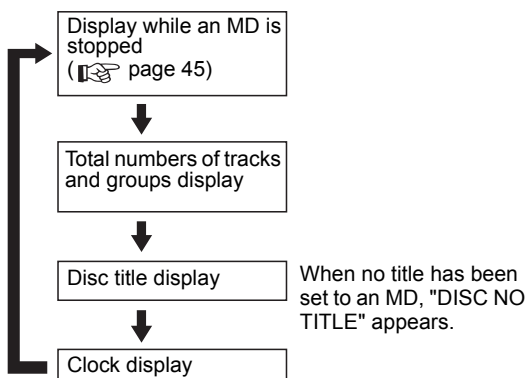 Display while an MD is
stopped
( page 45)
Total numbers of tracks
and groups display
Disc title display
When no title has been
set to an MD, "DISC NO
TITLE" appears.
Clock display